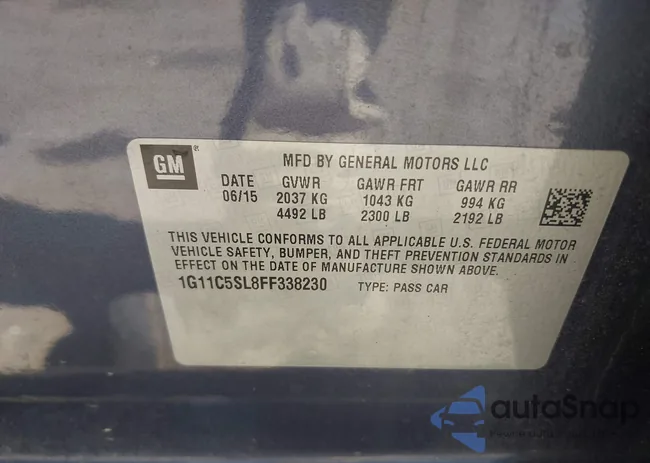 GM ®
MFD BY GENERAL MOTORS LLC
DATE GVWR GAWR FRT GAWR RR
06/15 2037 KG 1043 KG 994 KG
4492 LB 2300 LB 2192 LB
THIS VEHICLE CONFORMS TO ALL APPLICABLE U.S. FEDERAL MOTOR
VEHICLE SAFETY, BUMPER, AND THEFT PREVENTION STANDARDS IN
EFFECT ON THE DATE OF MANUFACTURE SHOWN ABOVE.
1G11C5SL8FF338230 TYPE: PASS CAR
autoSnap